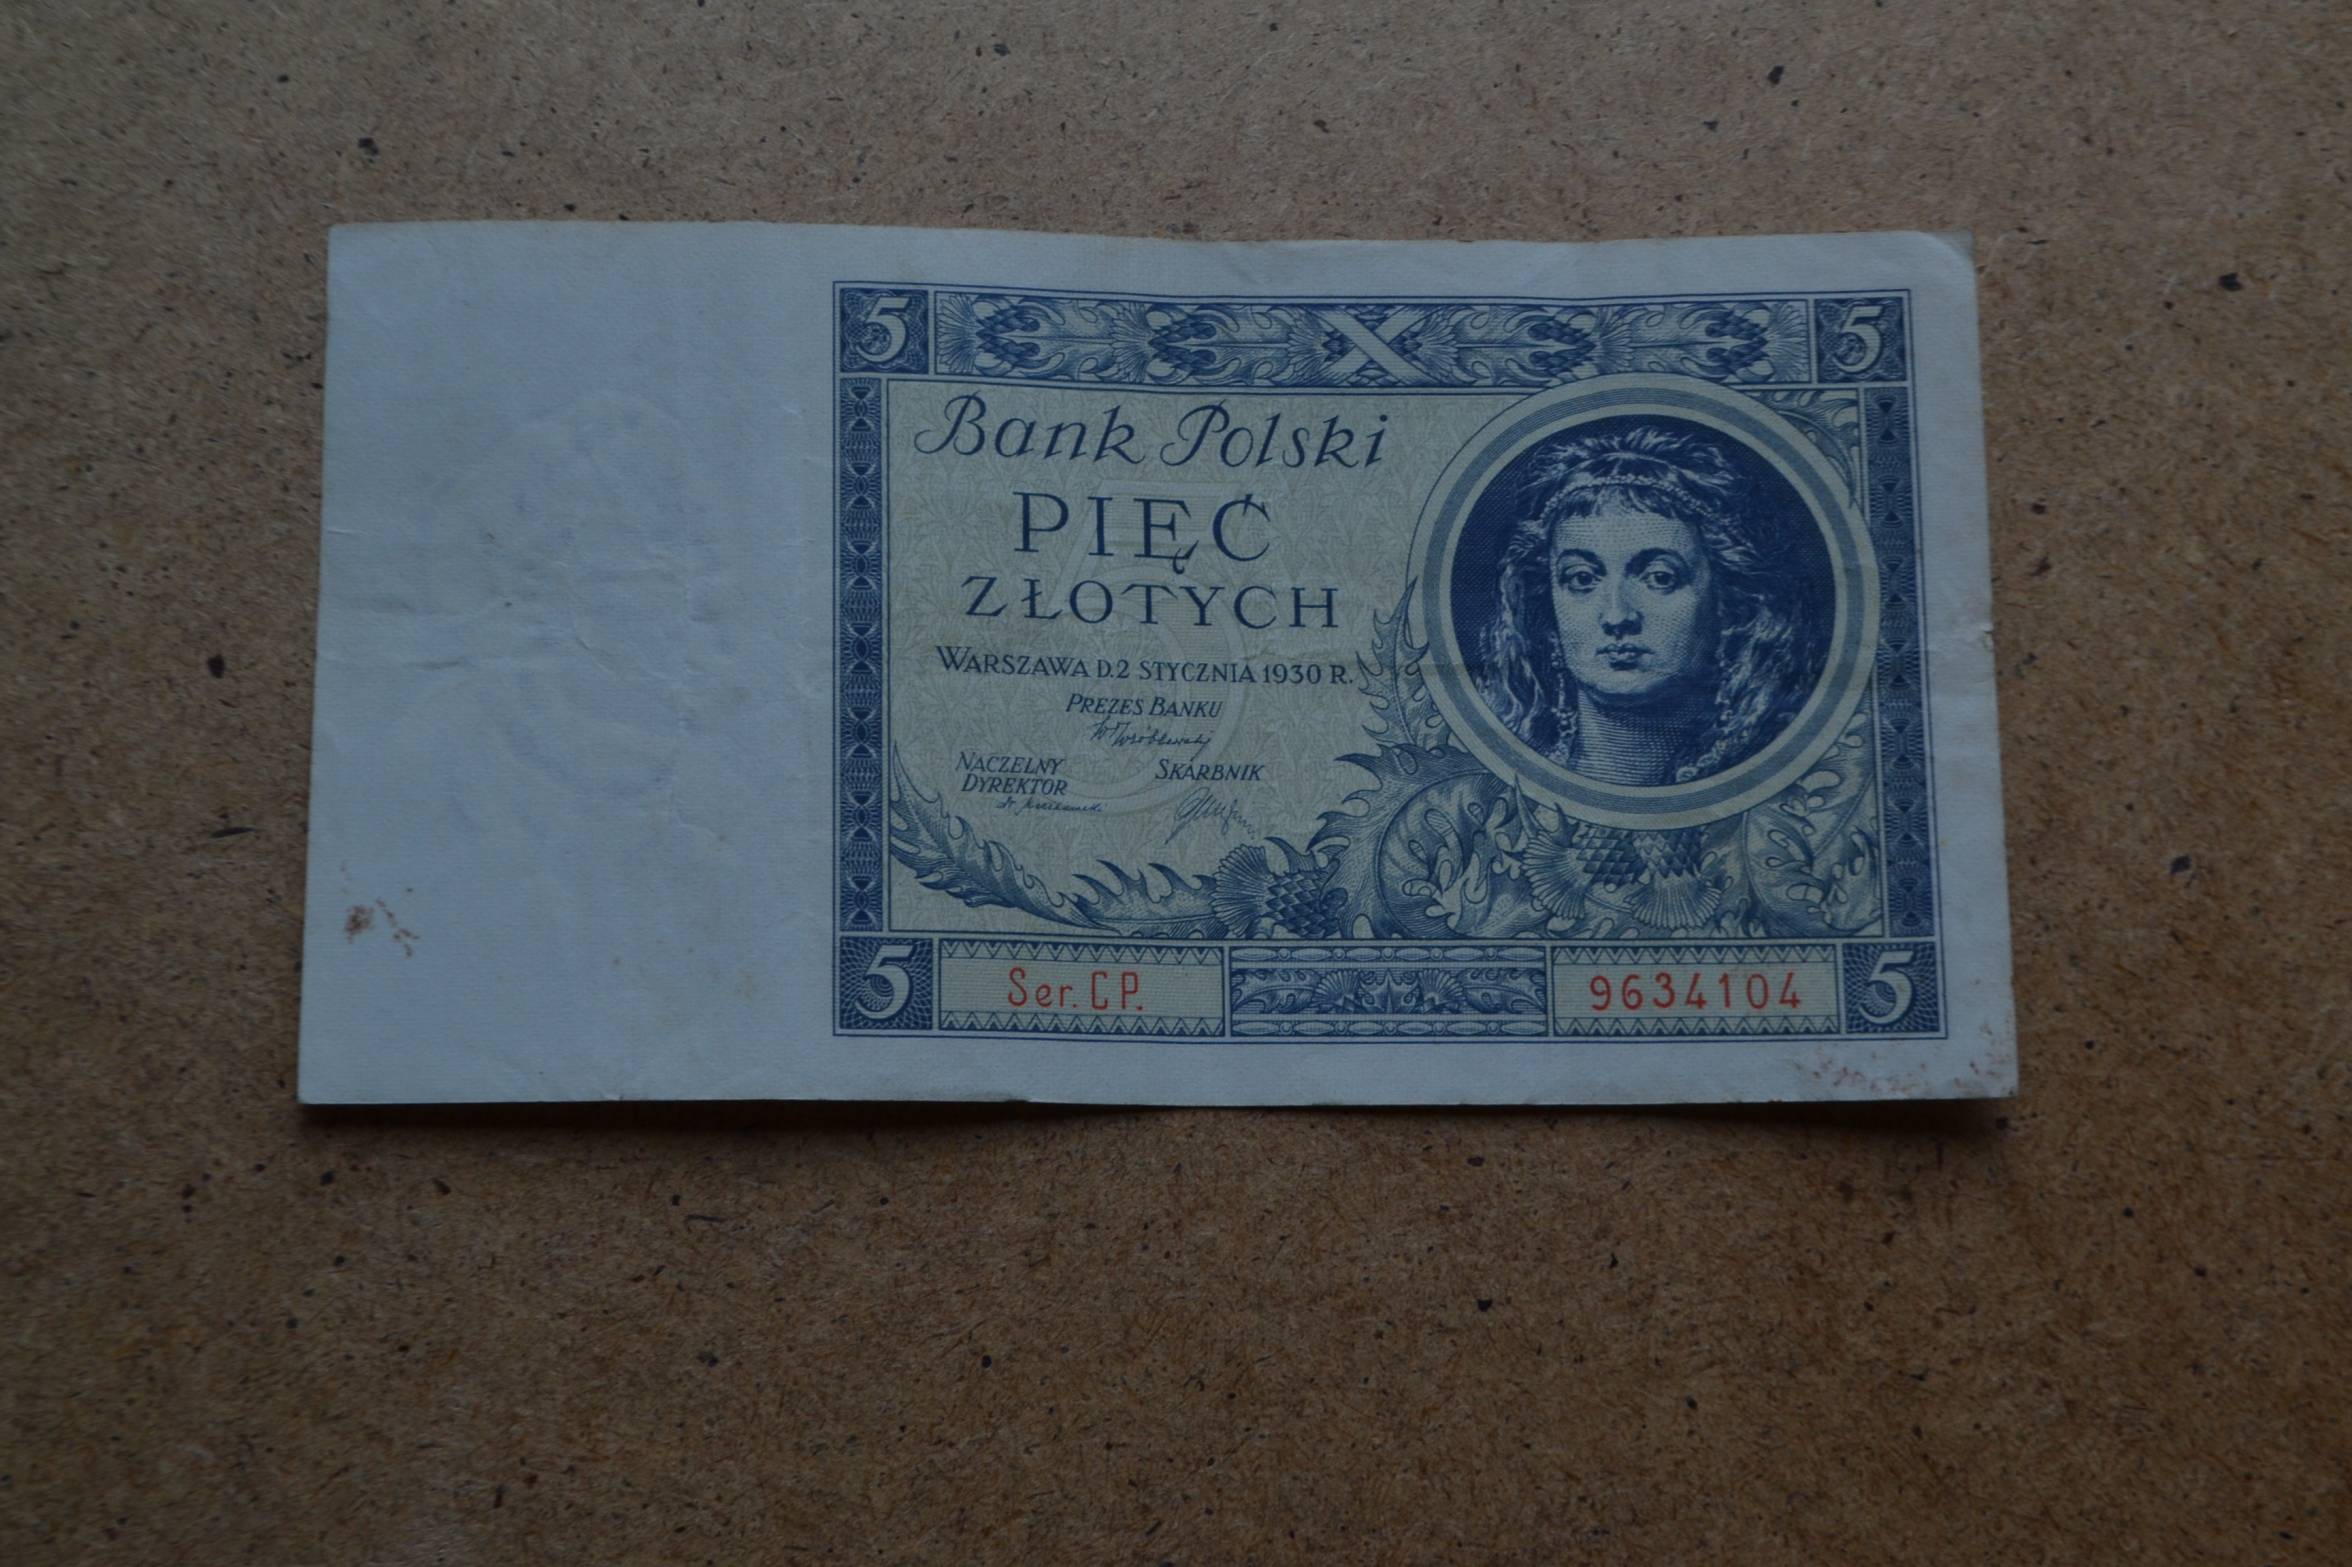 5 5
Bank Polski
PIĘĆ
ZŁOTYCH
WARSZAWA D.2 STYCZNIA 1930 R.
PREZES BANKU
NACZELNY
DYREKTOR
SKARBNIK
5 Ser. C P. 9634104 5